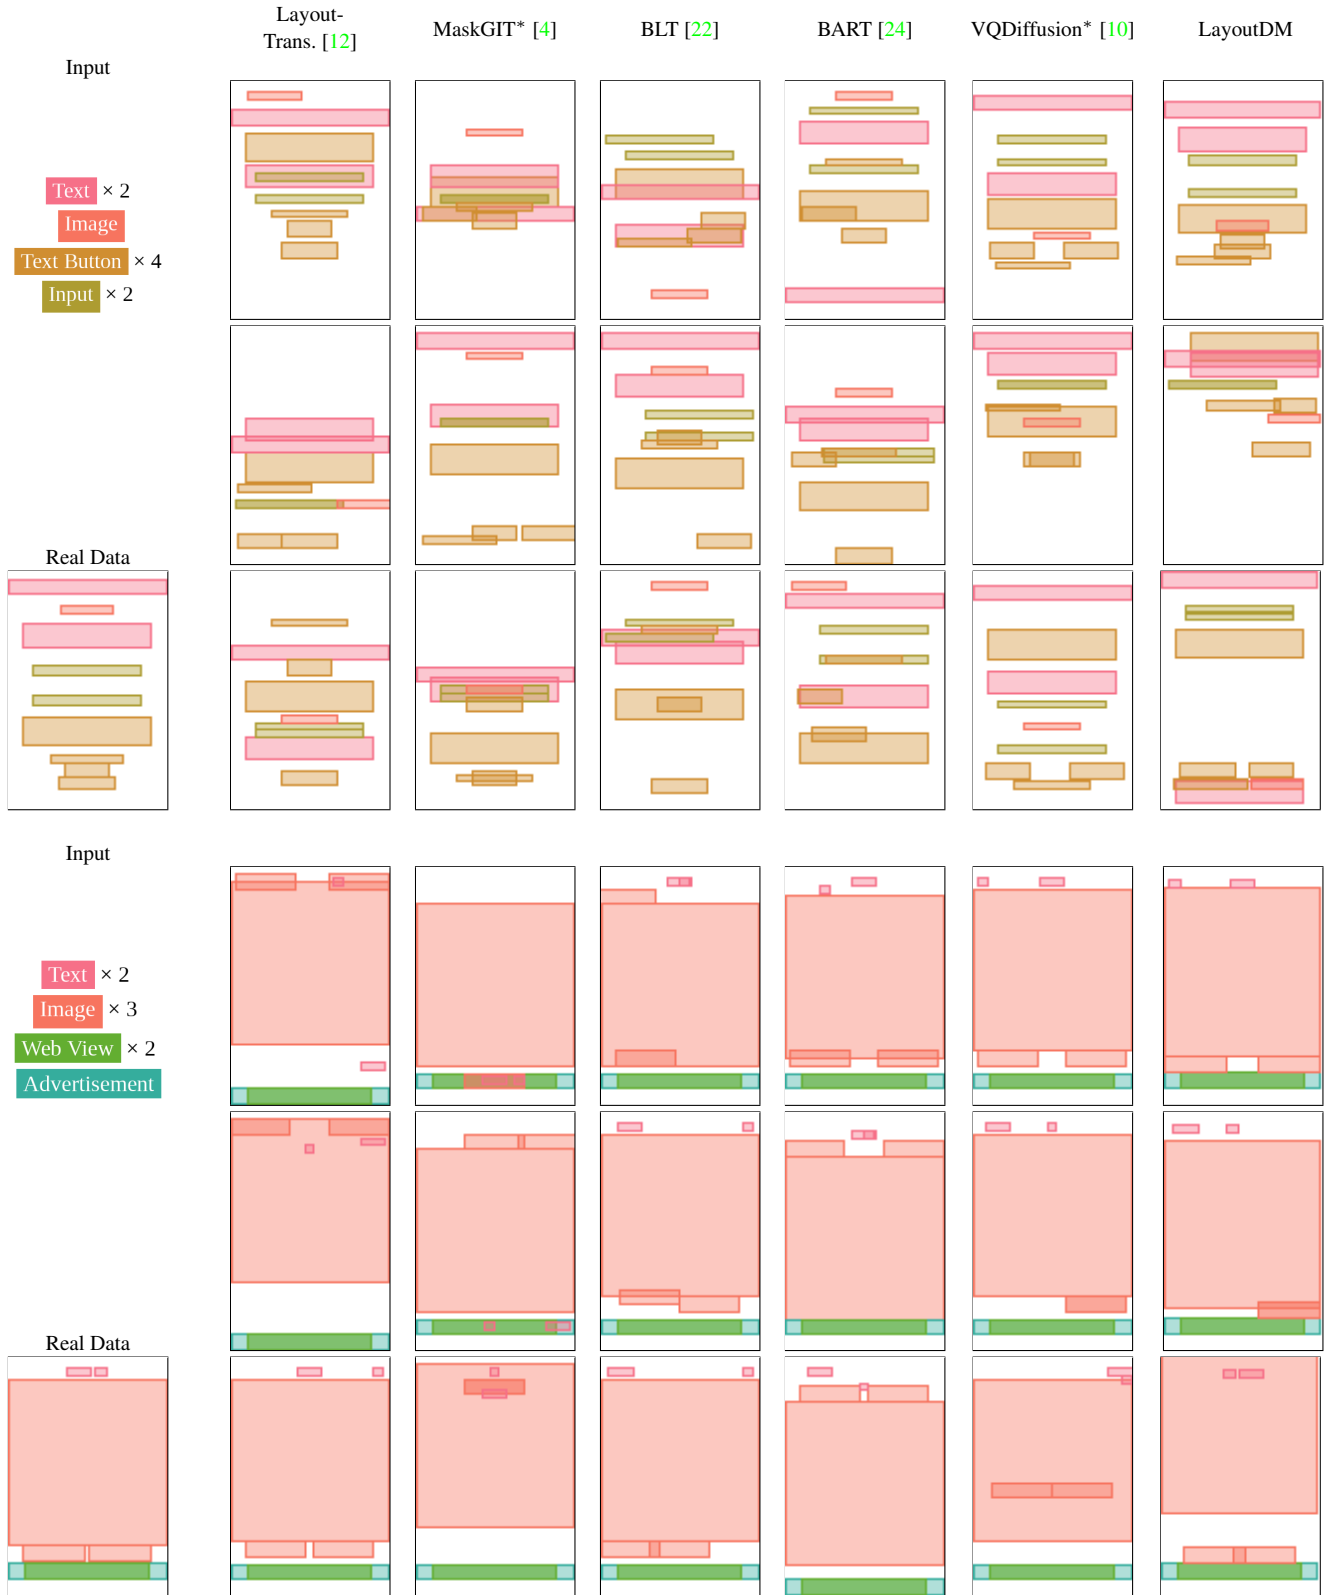 Layout-
Trans. [12]
MaskGIT* [4]
BLT [22]
BART [24]
VQDiffusion* [10]
LayoutDM
Input
Text × 2
Image
Text Button × 4
Input × 2
Real Data
Input
Text × 2
Image × 3
Web View × 2
Advertisement
Real Data